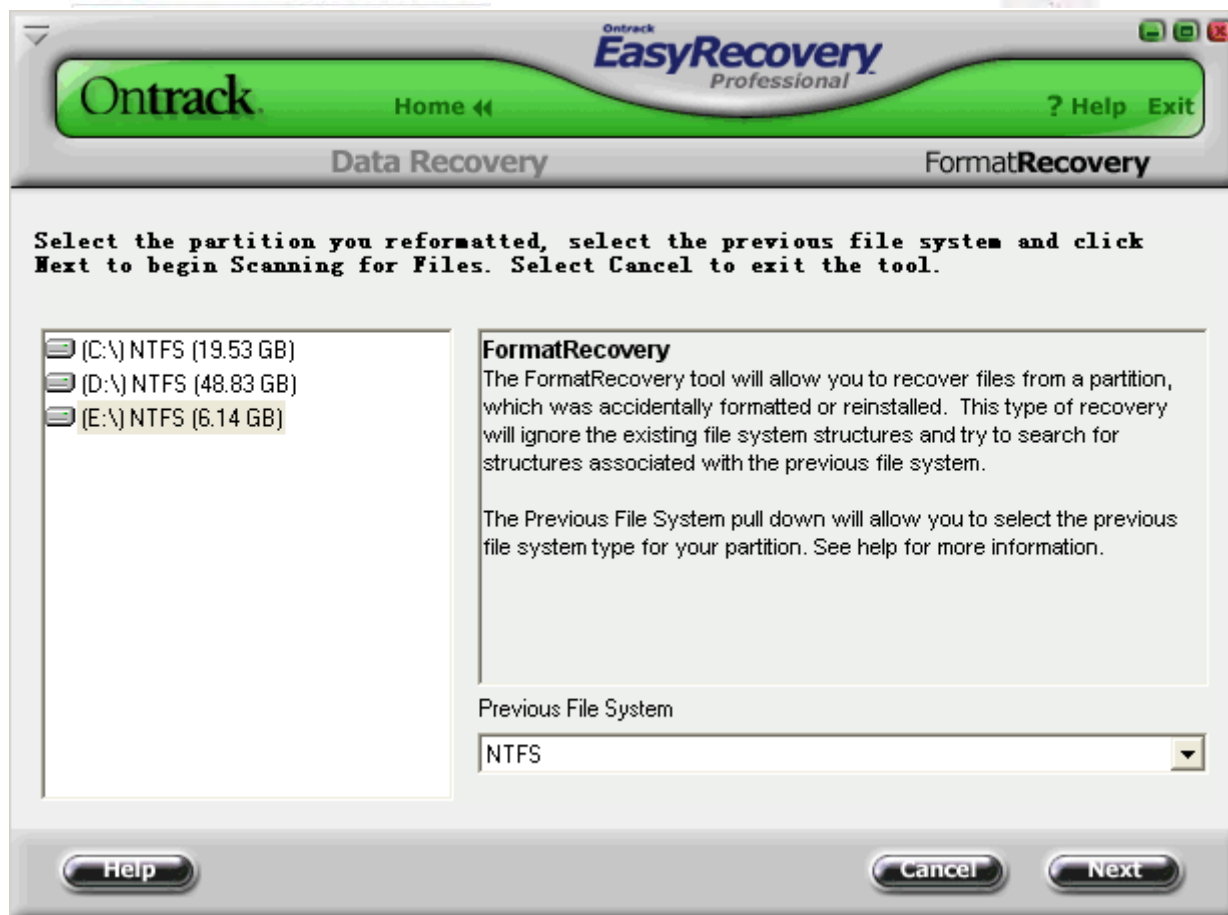 Ontrack
EasyRecovery
Professional
Ontrack.
Home
? Help Exit
Data Recovery
FormatRecovery
Select the partition you reformatted, select the previous file system and click
Next to begin Scanning for Files. Select Cancel to exit the tool.
(C:\) NTFS (19.53 GB)
(D:\) NTFS (48.83 GB)
(E:\) NTFS (6.14 GB)
FormatRecovery
The FormatRecovery tool will allow you to recover files from a partition,
which was accidentally formatted or reinstalled. This type of recovery
will ignore the existing file system structures and try to search for
structures associated with the previous file system.
The Previous File System pull down will allow you to select the previous
file system type for your partition. See help for more information.
Previous File System
NTFS
Help
Cancel
Next